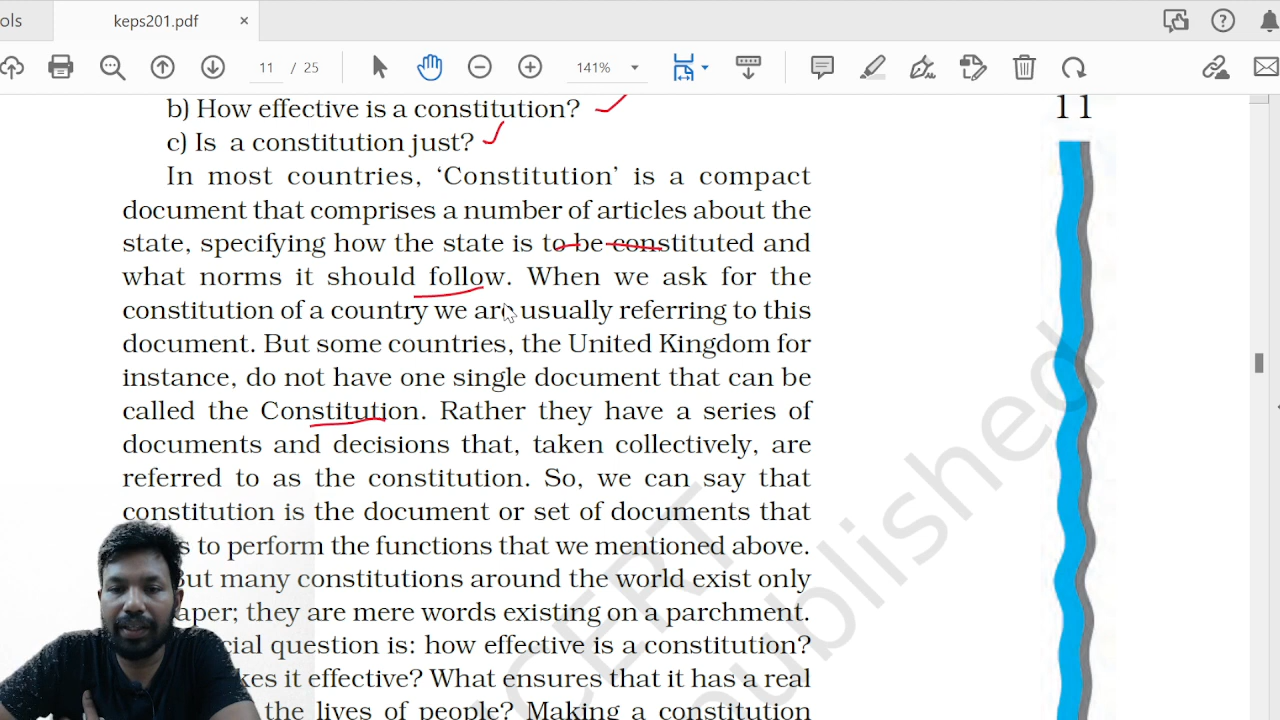 ols
keps201.pdf ×
11 / 25 141%
b) How effective is a constitution?
11
c) Is a constitution just?
In most countries, ‘Constitution’ is a compact
document that comprises a number of articles about the
state, specifying how the state is to be constituted and
what norms it should follow. When we ask for the
constitution of a country we are usually referring to this
document. But some countries, the United Kingdom for
instance, do not have one single document that can be
called the Constitution. Rather they have a series of
documents and decisions that, taken collectively, are
referred to as the constitution. So, we can say that
constitution is the document or set of documents that
to perform the functions that we mentioned above.
But many constitutions around the world exist only
they are mere words existing on a parchment.
question is: how effective is a constitution?
it effective? What ensures that it has a real
the lives of people? Making a constitution